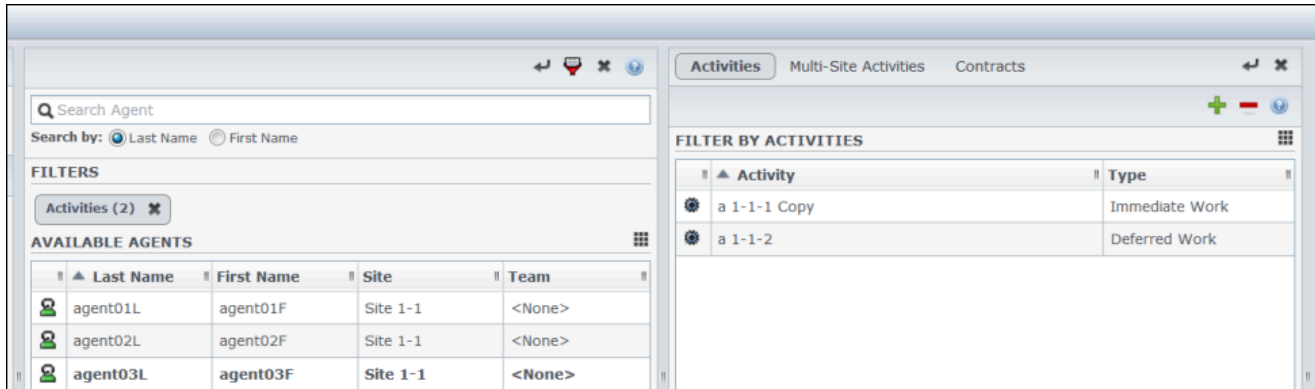 Search Agent
Search by: Last Name First Name
FILTERS
Activities (2)
AVAILABLE AGENTS
Last Name First Name Site Team
agent01L agent01F Site 1-1 <None>
agent02L agent02F Site 1-1 <None>
agent03L agent03F Site 1-1 <None>
Activities Multi-Site Activities Contracts
FILTER BY ACTIVITIES
Activity Type
a 1-1-1 Copy Immediate Work
a 1-1-2 Deferred Work